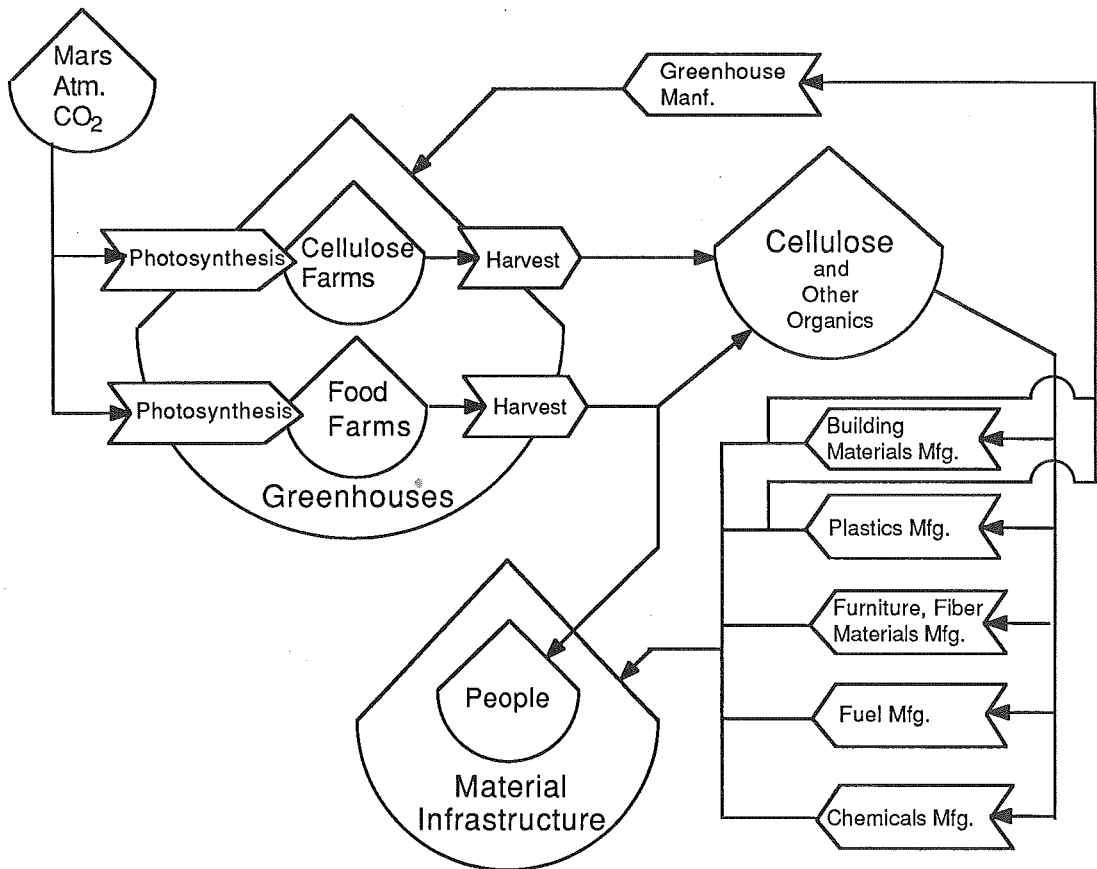 Mars
Atm.
CO₂
Greenhouse
Manf.
Photosynthesis
Cellulose
Farms
Harvest
Cellulose
and
Other
Organics
Photosynthesis
Food
Farms
Harvest
Greenhouses
Building
Materials Mfg.
Plastics Mfg.
Furniture, Fiber
Materials Mfg.
People
Fuel Mfg.
Material
Infrastructure
Chemicals Mfg.